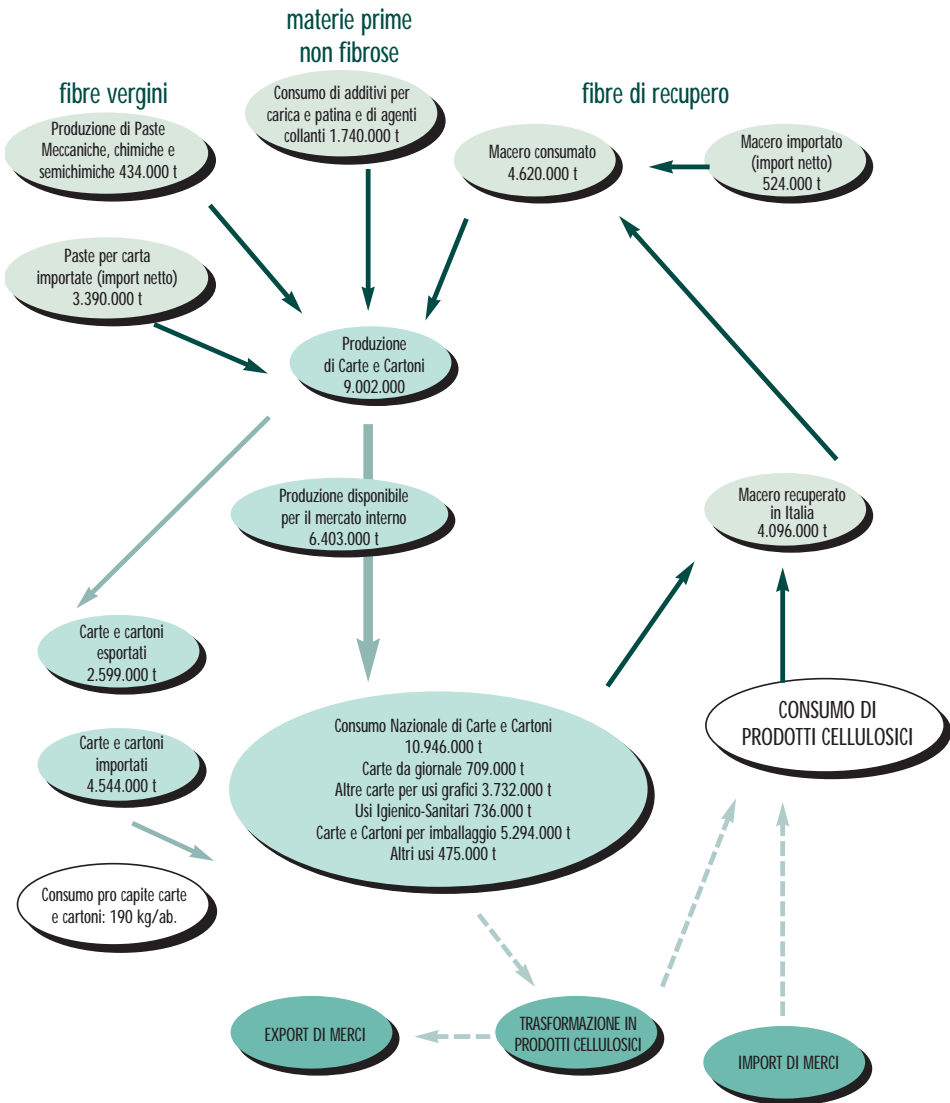 materie prime
non fibrose
fibre vergini
Consumo di additivi per
carica e patina e di agenti
collanti 1.740.000 t
fibre di recupero
Produzione di Paste
Meccaniche, chimiche e
semichimiche 434.000 t
Macero consumato
4.620.000 t
Macero importato
(import netto)
524.000 t
Paste per carta
importate (import netto)
3.390.000 t
Produzione
di Carte e Cartoni
9.002.000
Produzione disponibile
per il mercato interno
6.403.000 t
Macero recuperato
in Italia
4.096.000 t
Carte e cartoni
esportati
2.599.000 t
Carte e cartoni
importati
4.544.000 t
Consumo Nazionale di Carte e Cartoni
10.946.000 t
Carte da giornale 709.000 t
Altre carte per usi grafici 3.732.000 t
Usi Igienico-Sanitari 736.000 t
Carte e Cartoni per imballaggio 5.294.000 t
Altri usi 475.000 t
CONSUMO DI
PRODOTTI CELLULOSICI
Consumo pro capite carte
e cartoni: 190 kg/ab.
EXPORT DI MERCI
TRASFORMAZIONE IN
PRODOTTI CELLULOSICI
IMPORT DI MERCI